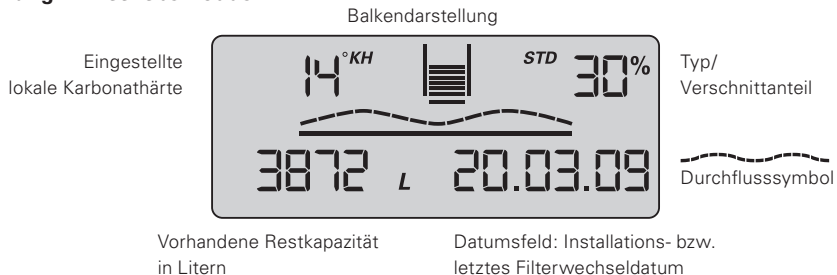 Balkendarstellung
Eingestellte
lokale Karbonathärte
14 °KH
STD 30%
Typ/
Verschnittanteil
3872 L 20.03.09
Durchflusssymbol
Vorhandene Restkapazität
in Litern
Datumsfeld: Installations- bzw.
letztes Filterwechseldatum